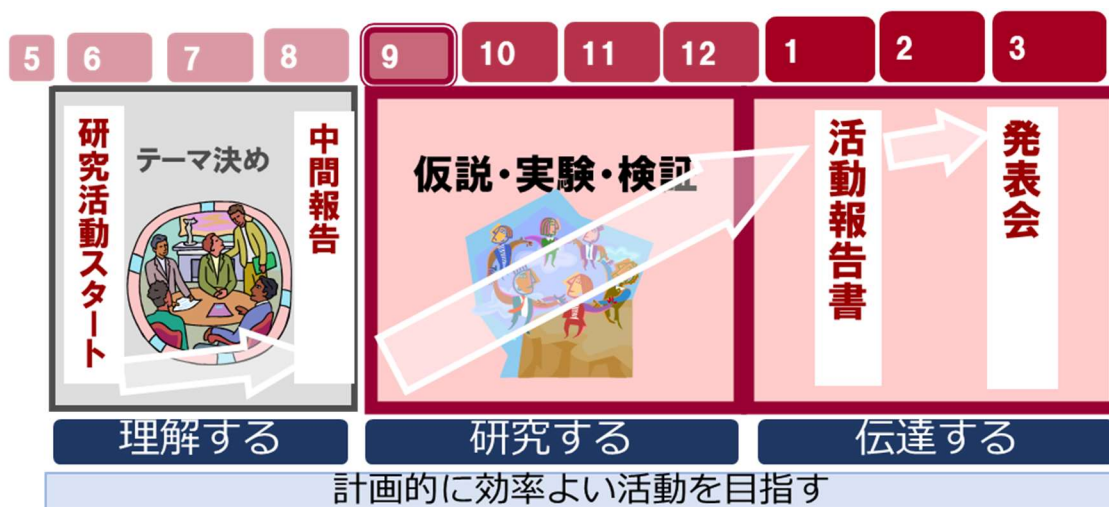 5 6 7 8 9 10 11 12 1 2 3
研究活動スタート
テーマ決め
中間報告
仮説・実験・検証
活動報告書
発表会
理解する
研究する
伝達する
計画的に効率よい活動を目指す